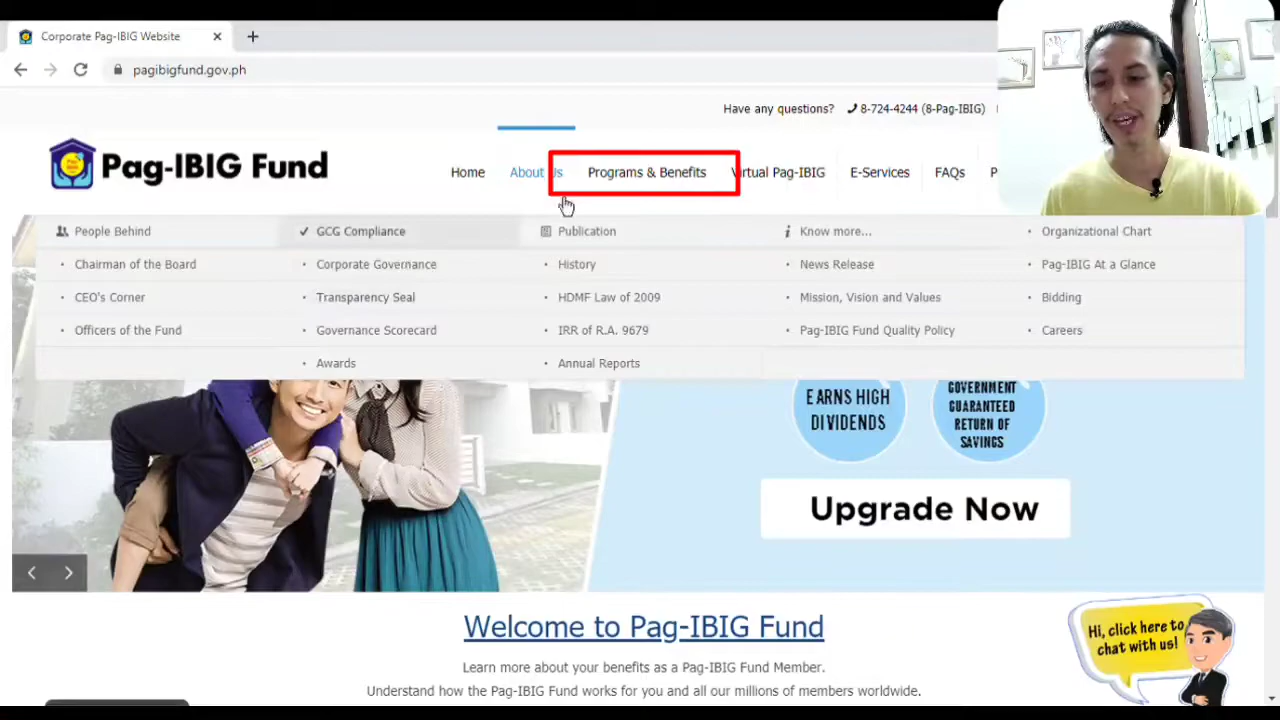 Corporate Pag-IBIG Website
pagibigfund.gov.ph
Have any questions? 8-724-4244 (8-Pag-IBIG)
Pag-IBIG Fund
Home About Us Programs & Benefits Virtual Pag-IBIG E-Services FAQs P
People Behind GCG Compliance Publication Know more... Organizational Chart
Chairman of the Board Corporate Governance History News Release Pag-IBIG At a Glance
CEO's Corner Transparency Seal HDMF Law of 2009 Mission, Vision and Values Bidding
Officers of the Fund Governance Scorecard IRR of R.A. 9679 Pag-IBIG Fund Quality Policy Careers
Awards Annual Reports
EARNS HIGH
DIVIDENDS
GOVERNMENT
GUARANTEED
RETURN OF
SAVINGS
Upgrade Now
Welcome to Pag-IBIG Fund
Learn more about your benefits as a Pag-IBIG Fund Member.
Understand how the Pag-IBIG Fund works for you and all our millions of members worldwide.
Hi, click here to
chat with us!